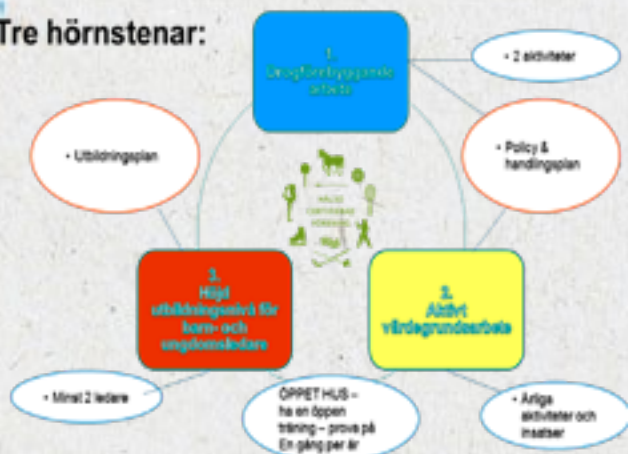 Tre hörnstenar:
1.
Drogförebyggande
arbete
• 2 aktiviteter
• Utbildningsplan
• Policy &
handlingsplan
3.
Höjd
utbildningsnivå för
barn- och
ungdomsledare
2.
Aktivt
värdegrundsarbete
• Minst 2 ledare
ÖPPET HUS –
ha en öppen
träning – prova på
En gång per år
• Årliga
aktiviteter och
insatser